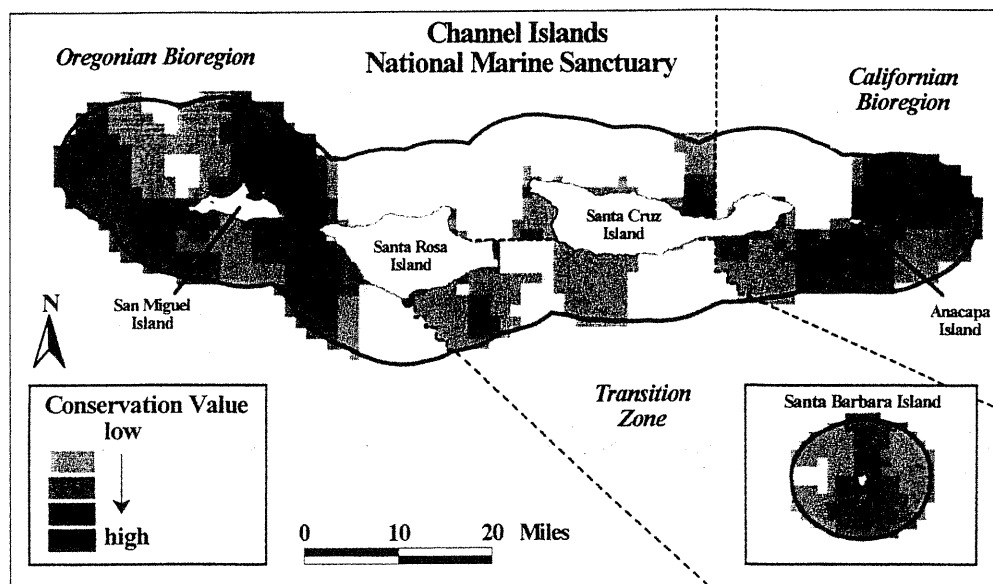 Channel Islands
National Marine Sanctuary
Oregonian Bioregion
Californian
Bioregion
Santa Cruz
Island
Santa Rosa
Island
San Miguel
Island
Anacapa
Island
N
Transition
Zone
Conservation Value
low
high
0 10 20 Miles
Santa Barbara Island